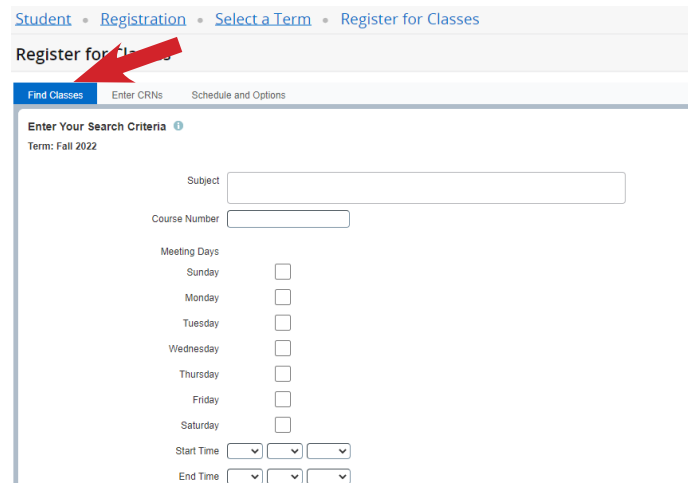 Student • Registration • Select a Term • Register for Classes
Register for Classes
Find Classes Enter CRNs Schedule and Options
Enter Your Search Criteria
Term: Fall 2022
Subject
Course Number
Meeting Days
Sunday
Monday
Tuesday
Wednesday
Thursday
Friday
Saturday
Start Time
End Time